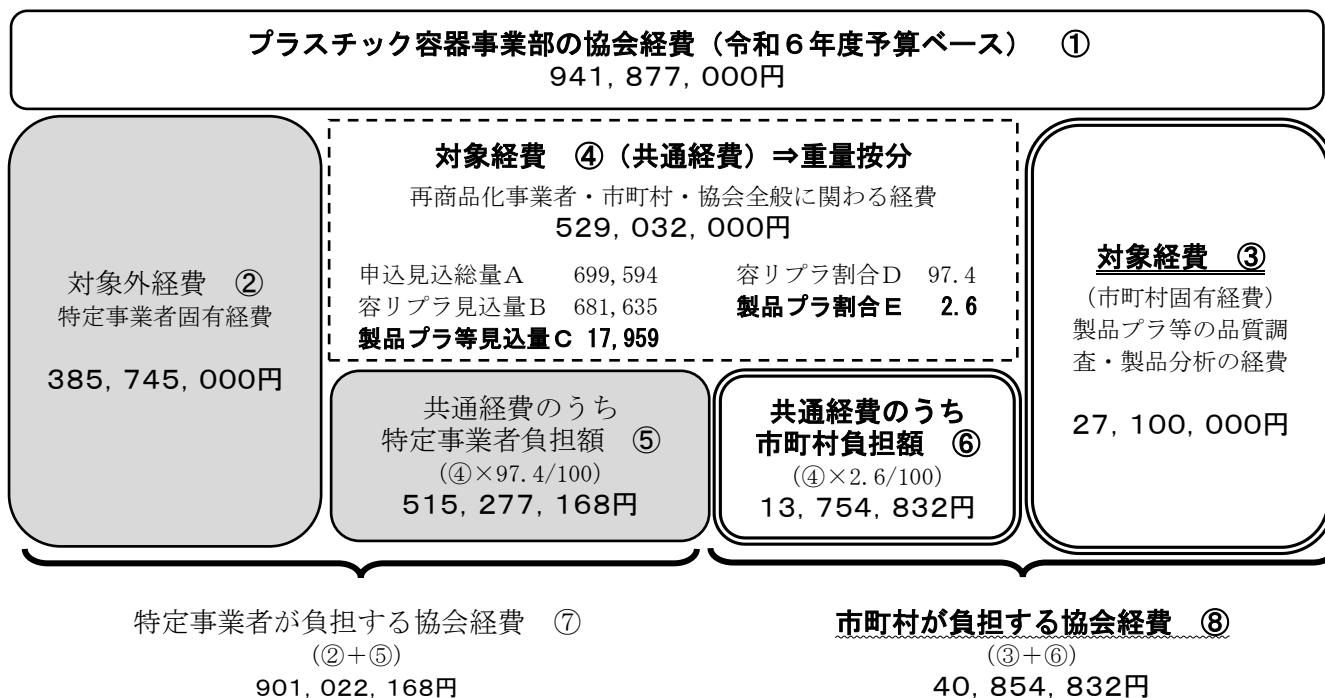 プラスチック容器事業部の協会経費（令和６年度予算ベース）　①
941, 877, 000円
対象外経費　②
特定事業者固有経費
385, 745, 000円
対象経費　④（共通経費）⇒重量按分
再商品化事業者・市町村・協会全般に関わる経費
529, 032, 000円
申込見込総量Ａ　699,594　容リプラ割合Ｄ　97.4
容リプラ見込量Ｂ　681,635　製品プラ割合Ｅ　2.6
製品プラ等見込量Ｃ 17,959
共通経費のうち
特定事業者負担額　⑤
(④×97.4/100)
515, 277, 168円
共通経費のうち
市町村負担額　⑥
(④×2.6/100)
13, 754, 832円
対象経費　③
（市町村固有経費）
製品プラ等の品質調
査・製品分析の経費
27, 100, 000円
特定事業者が負担する協会経費　⑦
(②＋⑤)
901, 022, 168円
市町村が負担する協会経費　⑧
(③＋⑥)
40, 854, 832円